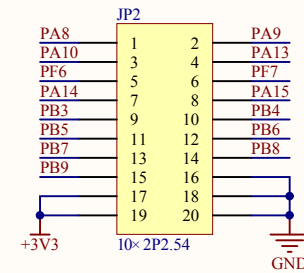 JP2
PA8 1 2 PA9
PA10 3 4 PA13
PF6 5 6 PF7
PA14 7 8 PA15
PB3 9 10 PB4
PB5 11 12 PB6
PB7 13 14 PB8
PB9 15 16
17 18
19 20
+3V3 10×2P2.54
GND